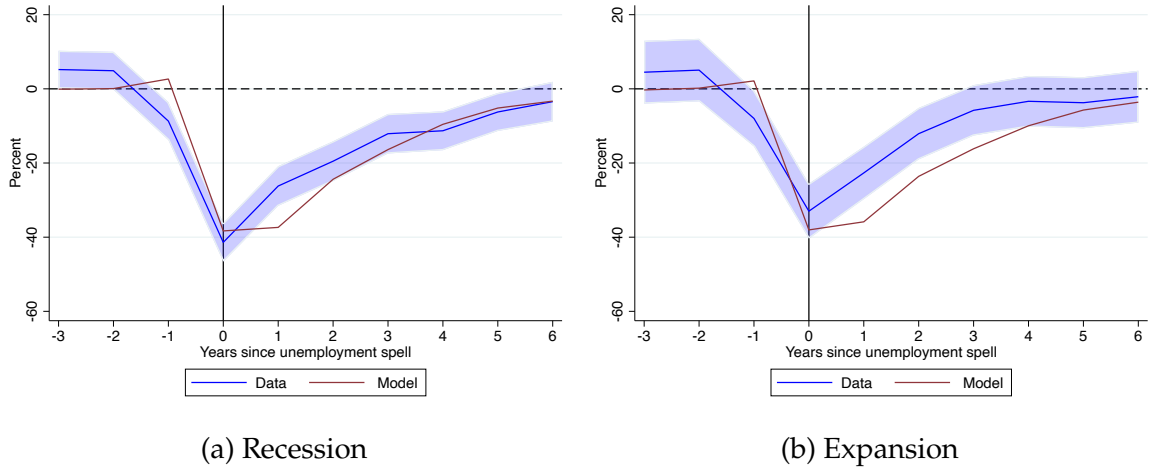 20
0
-20
-40
-60
Percent
-3 -2 -1 0 1 2 3 4 5 6
Years since unemployment spell
Data Model
(a) Recession
20
0
-20
-40
-60
Percent
-3 -2 -1 0 1 2 3 4 5 6
Years since unemployment spell
Data Model
(b) Expansion